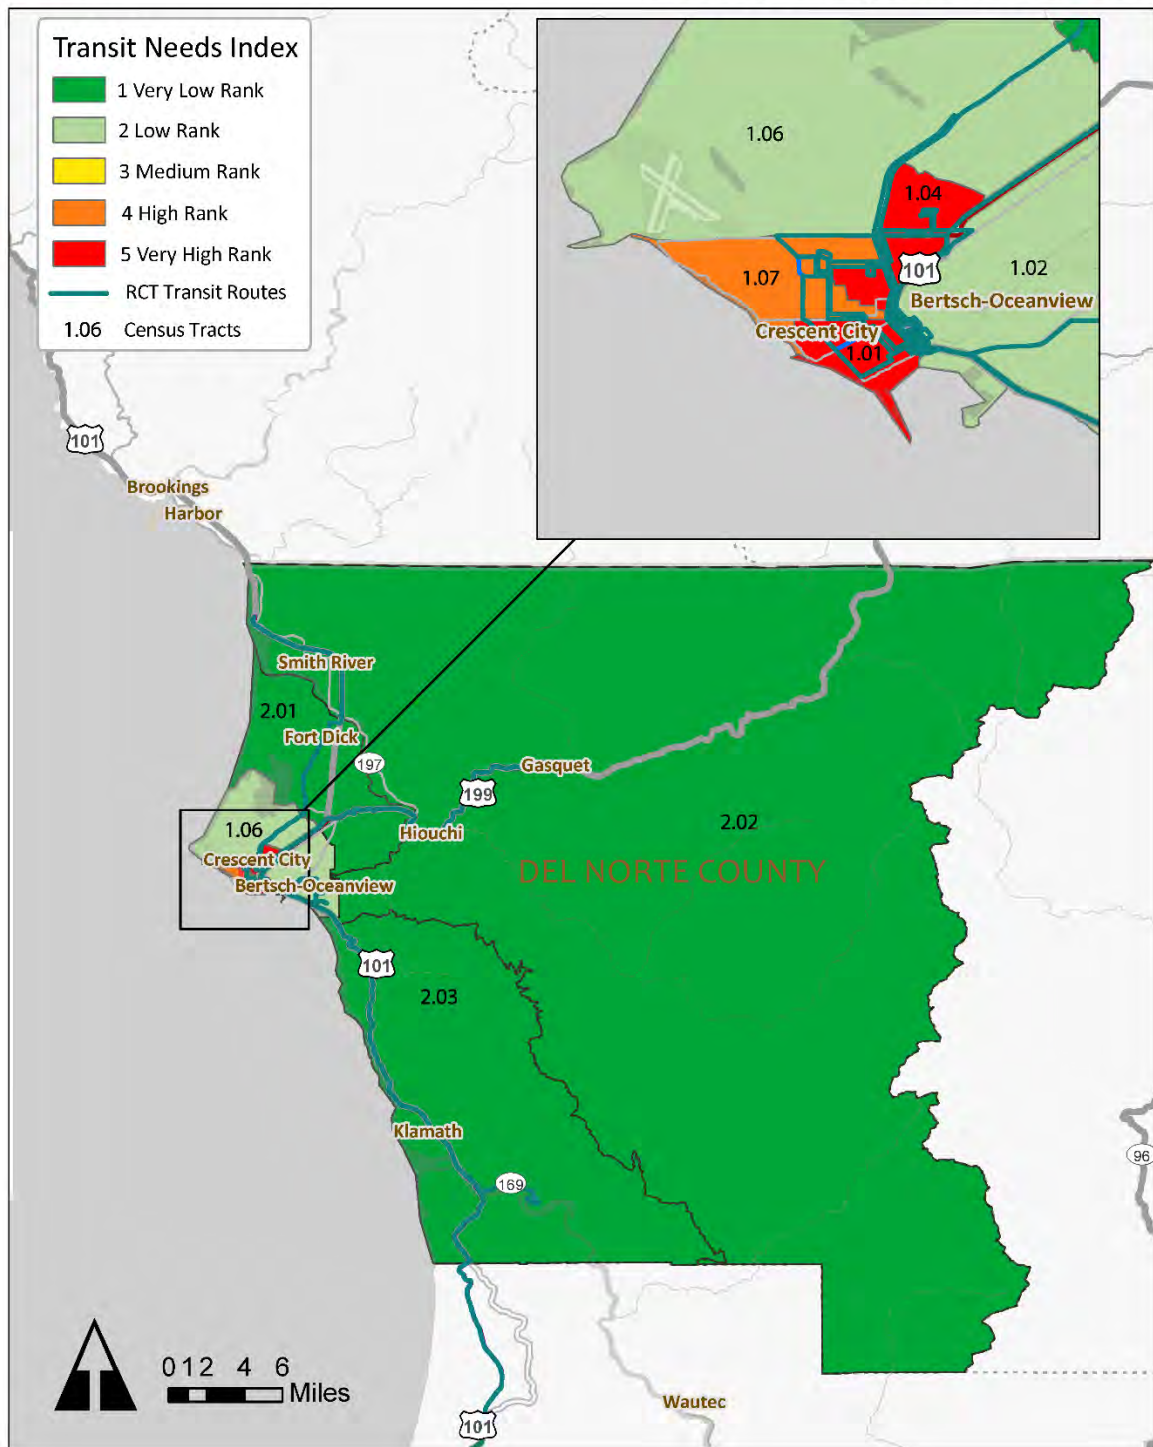 Transit Needs Index
1 Very Low Rank
2 Low Rank
3 Medium Rank
4 High Rank
5 Very High Rank
RCT Transit Routes
1.06 Census Tracts
1.06
1.04
1.02
101
1.07
Bertsch-Oceanview
Crescent City
1.01
101
Brookings
Harbor
Smith River
2.01
Fort Dick
197
Gasquet
199
1.06
Hiouchi
2.02
Crescent City
DEL NORTE COUNTY
Bertsch-Oceanview
101
2.03
Klamath
96
169
0 1 2 4 6
Miles
Wautec
101